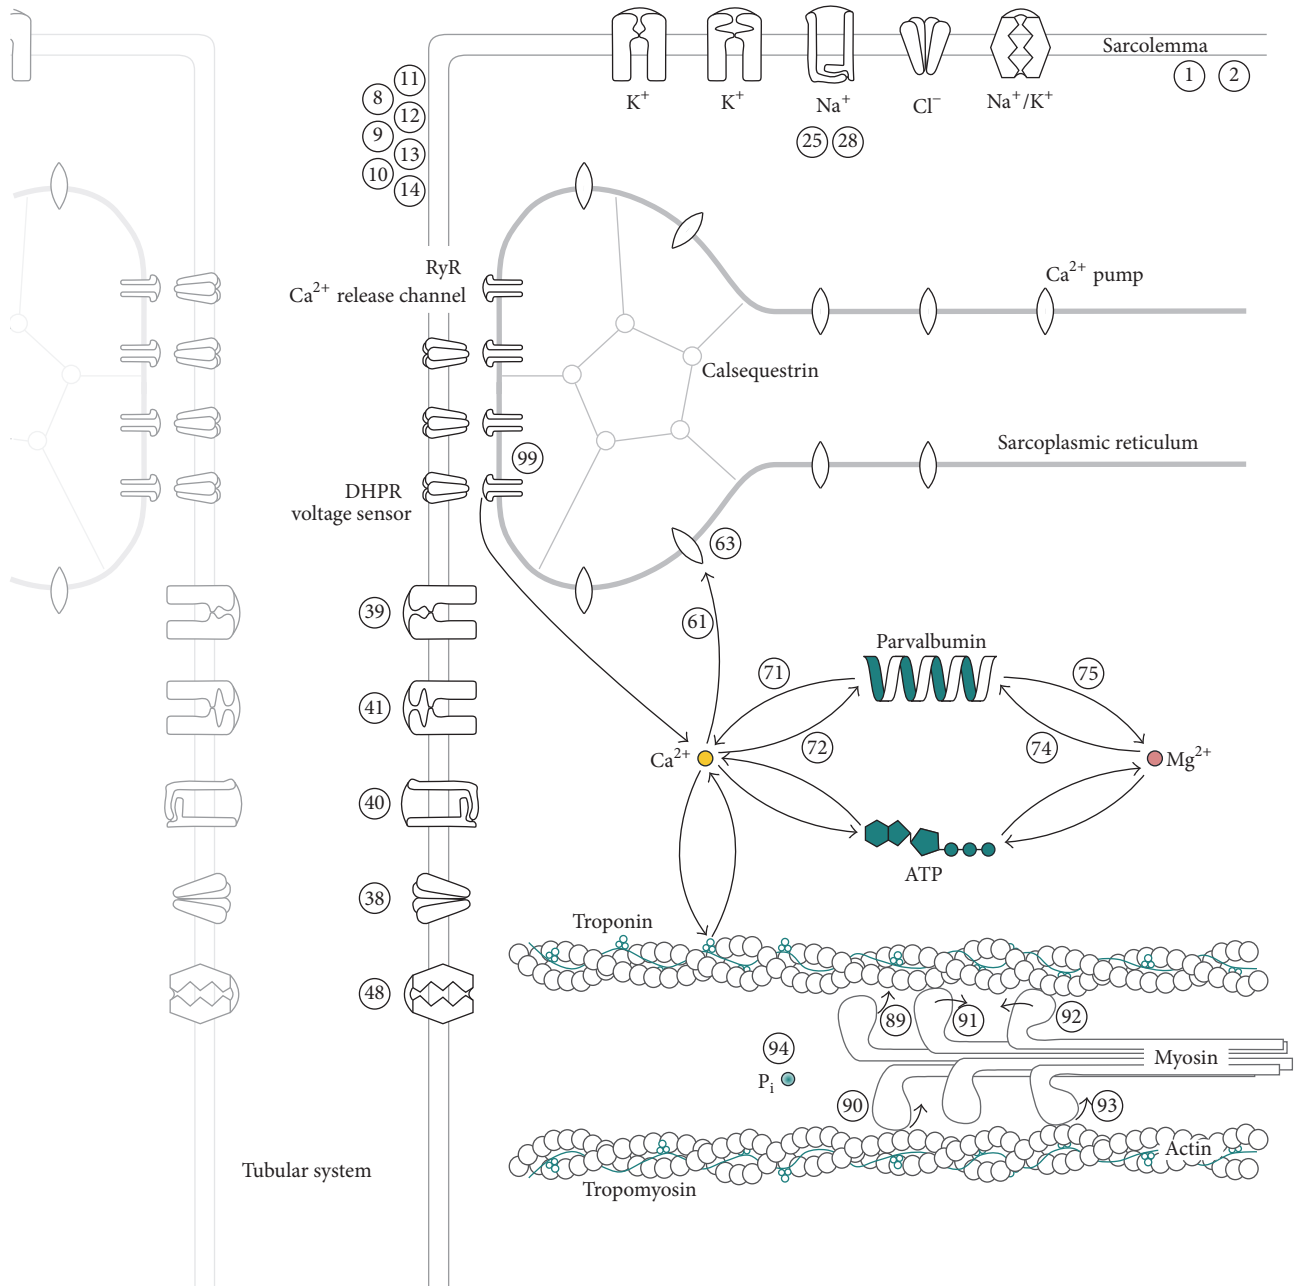 Sarcolemma
1 2
K+ K+ Na+ Cl− Na+/K+
25 28
11
8
12
9
13
10
14
RyR
Ca2+ release channel
Ca2+ pump
Calsequestrin
Sarcoplasmic reticulum
99
DHPR
voltage sensor
63
39
61
Parvalbumin
71
75
41
72
74
Ca2+
Mg2+
40
ATP
38
Troponin
48
89
91
92
94
Myosin
Pi
90
93
Actin
Tubular system
Tropomyosin